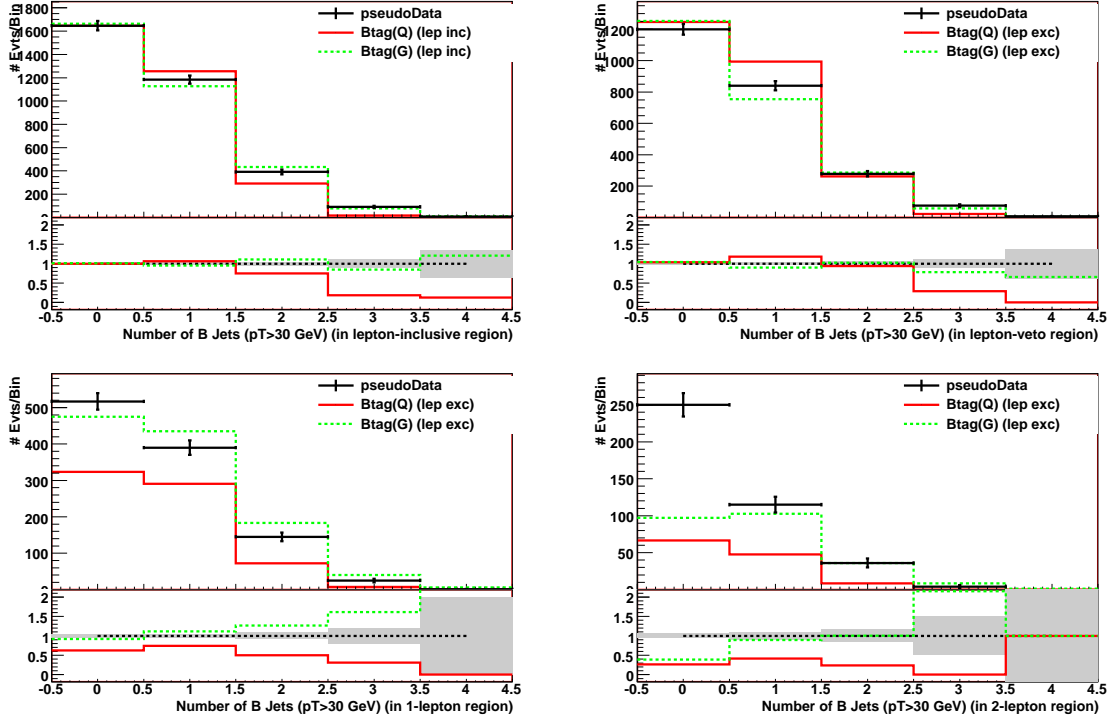 # Evts/Bin
1800
1600
1400
1200
1000
800
600
400
200
pseudoData
Btag(Q) (lep inc)
Btag(G) (lep inc)
2
1.5
1
0.5
0
-0.5 0 0.5 1 1.5 2 2.5 3 3.5 4 4.5
Number of B Jets (pT>30 GeV) (in lepton-inclusive region)
# Evts/Bin
1200
1000
800
600
400
200
pseudoData
Btag(Q) (lep exc)
Btag(G) (lep exc)
2
1.5
1
0.5
0
-0.5 0 0.5 1 1.5 2 2.5 3 3.5 4 4.5
Number of B Jets (pT>30 GeV) (in lepton-veto region)
# Evts/Bin
500
400
300
200
100
pseudoData
Btag(Q) (lep exc)
Btag(G) (lep exc)
2
1.5
1
0.5
0
-0.5 0 0.5 1 1.5 2 2.5 3 3.5 4 4.5
Number of B Jets (pT>30 GeV) (in 1-lepton region)
# Evts/Bin
250
200
150
100
50
pseudoData
Btag(Q) (lep exc)
Btag(G) (lep exc)
2
1.5
1
0.5
0
-0.5 0 0.5 1 1.5 2 2.5 3 3.5 4 4.5
Number of B Jets (pT>30 GeV) (in 2-lepton region)